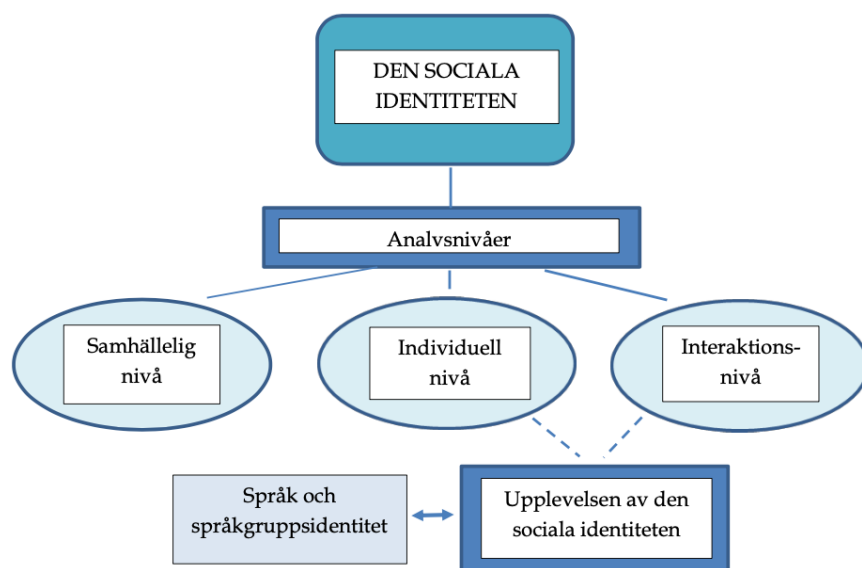 DEN SOCIALA
IDENTITETEN
Analvsnivåer
Samhällelig
nivå
Individuell
nivå
Interaktions-
nivå
Språk och
språkgruppsidentitet
Upplevelsen av den
sociala identiteten